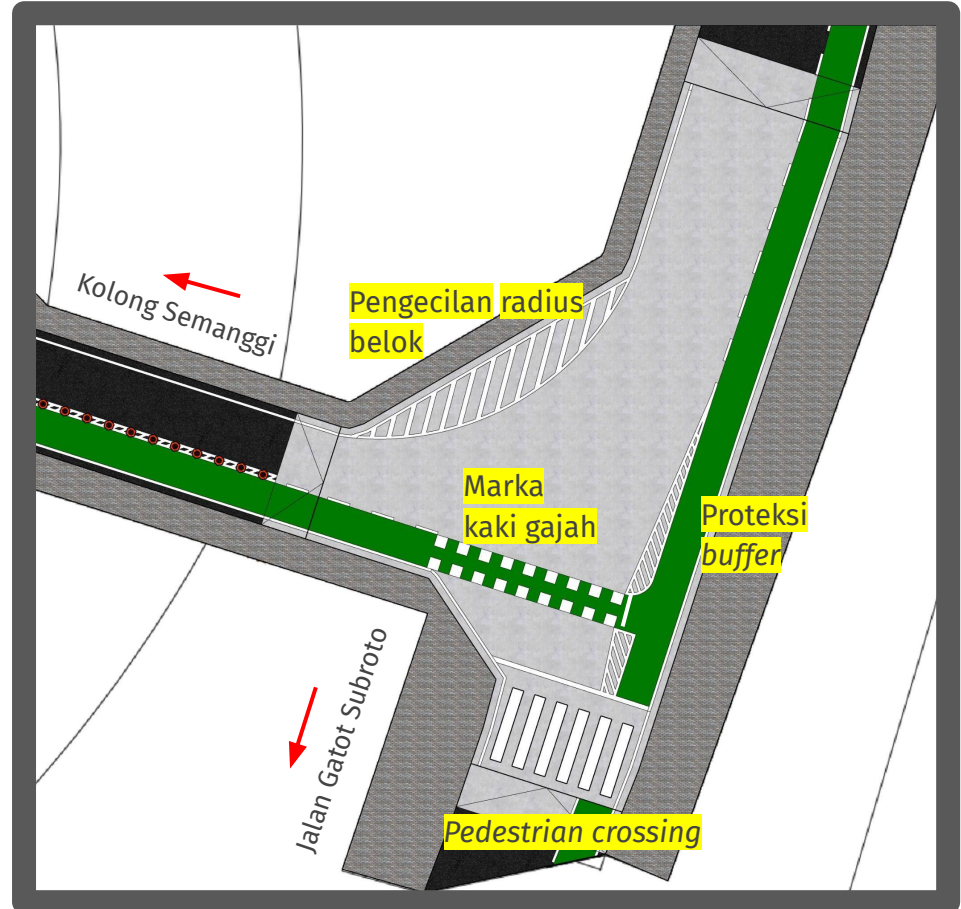 Kolong Semanggi
Pengecilan radius
belok
Marka
kaki gajah
Proteksi
buffer
Jalan Gatot Subroto
Pedestrian crossing